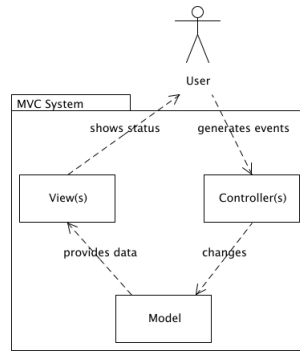 User
MVC System
shows status
generates events
View(s)
Controller(s)
provides data
changes
Model